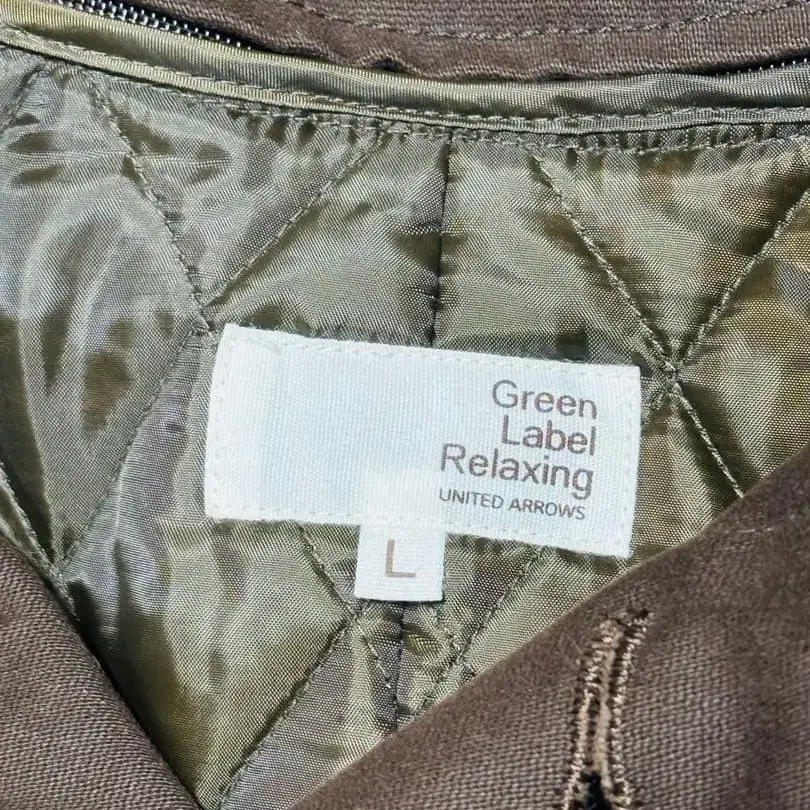 Green
Label
Relaxing
UNITED ARROWS
L